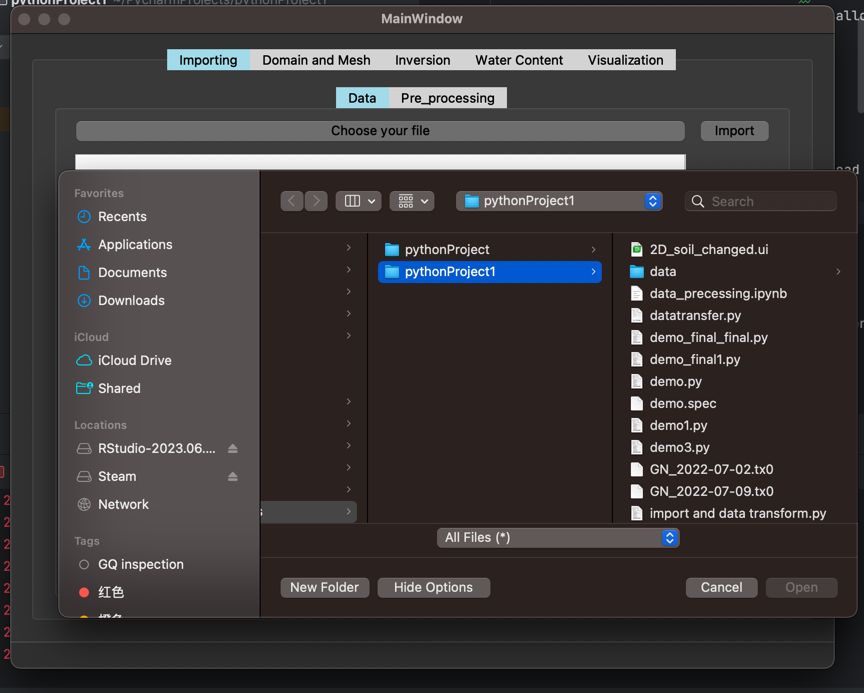 pythonProject1 ~/PycharmProjects/pythonProject1
MainWindow
Importing Domain and Mesh Inversion Water Content Visualization
Data Pre_processing
Choose your file Import
Favorites
Recents
Applications
Documents
Downloads
iCloud
iCloud Drive
Shared
Locations
RStudio-2023.06....
Steam
Network
Tags
GQ inspection
红色
橙色
pythonProject1
Search
pythonProject
pythonProject1
2D_soil_changed.ui
data
data_precessing.ipynb
datatransfer.py
demo_final_final.py
demo_final1.py
demo.py
demo.spec
demo1.py
demo3.py
GN_2022-07-02.tx0
GN_2022-07-09.tx0
import and data transform.py
All Files (*)
New Folder Hide Options Cancel Open